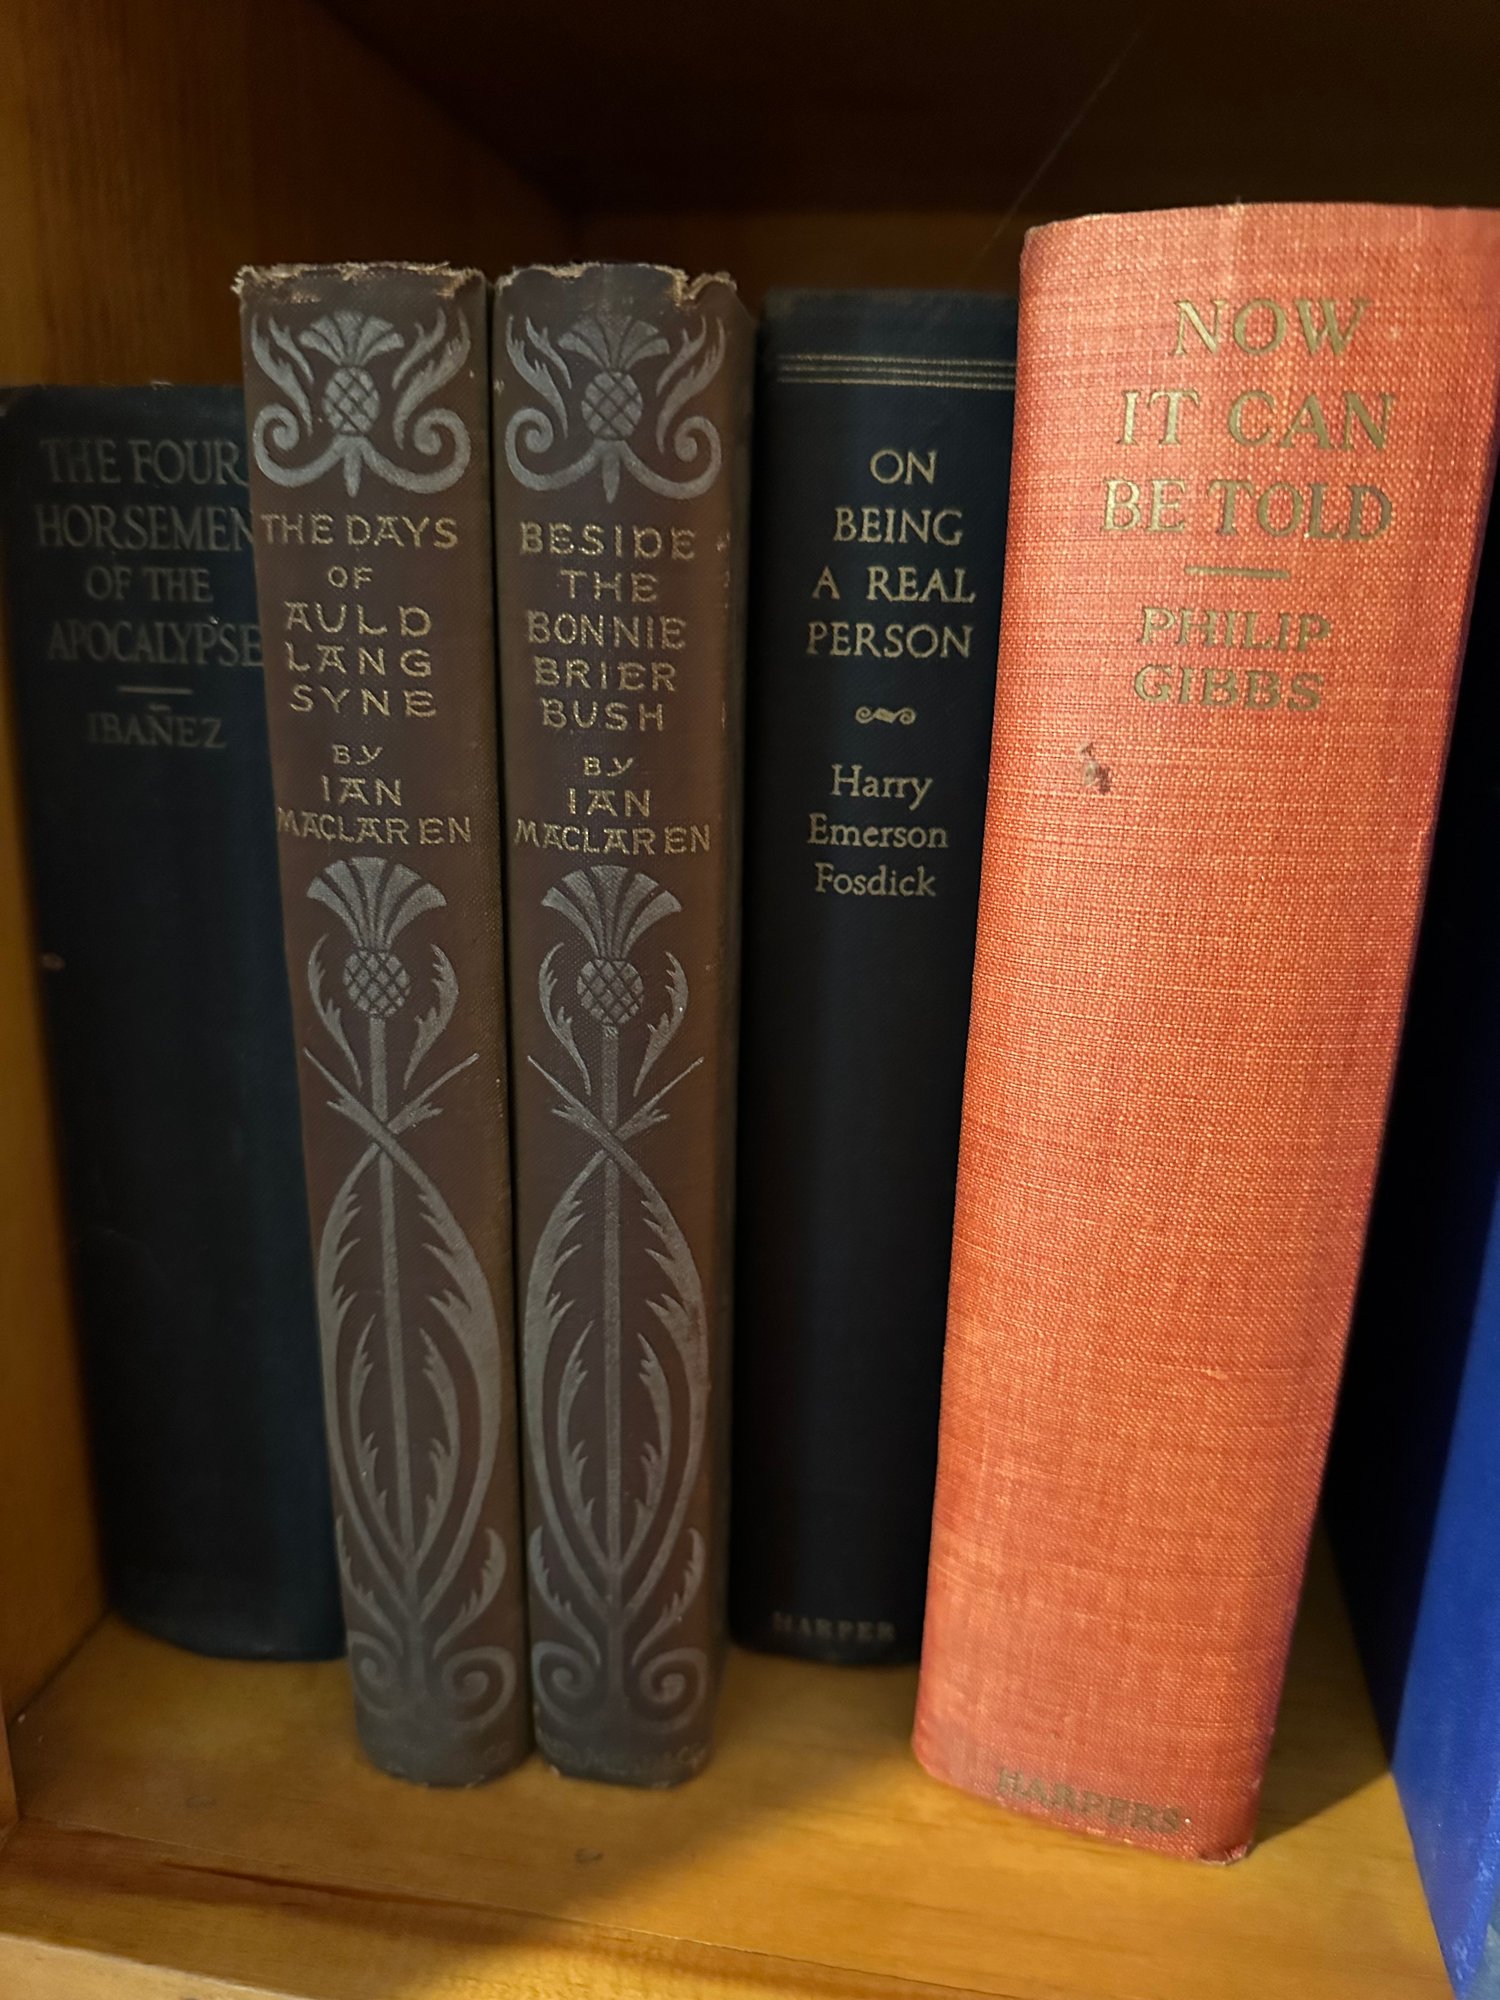 THE FOUR
HORSEMEN
OF THE
APOCALYPSE
IBAÑEZ
THE DAYS
OF
AULD
LANG
SYNE
BY
IAN
MACLAREN
BESIDE
THE
BONNIE
BRIER
BUSH
BY
IAN
MACLAREN
ON
BEING
A REAL
PERSON
Harry
Emerson
Fosdick
HARPER
NOW
IT CAN
BE TOLD
PHILIP
GIBBS
HARPERS